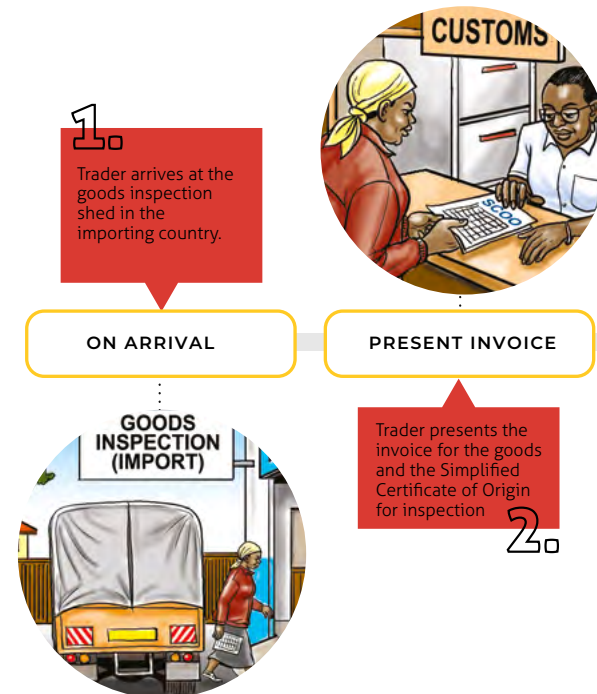 1.
Trader arrives at the
goods inspection
shed in the
importing country.
ON ARRIVAL
GOODS
INSPECTION
(IMPORT)
CUSTOMS
SCOO
PRESENT INVOICE
Trader presents the
invoice for the goods
and the Simplified
Certificate of Origin
for inspection
2.